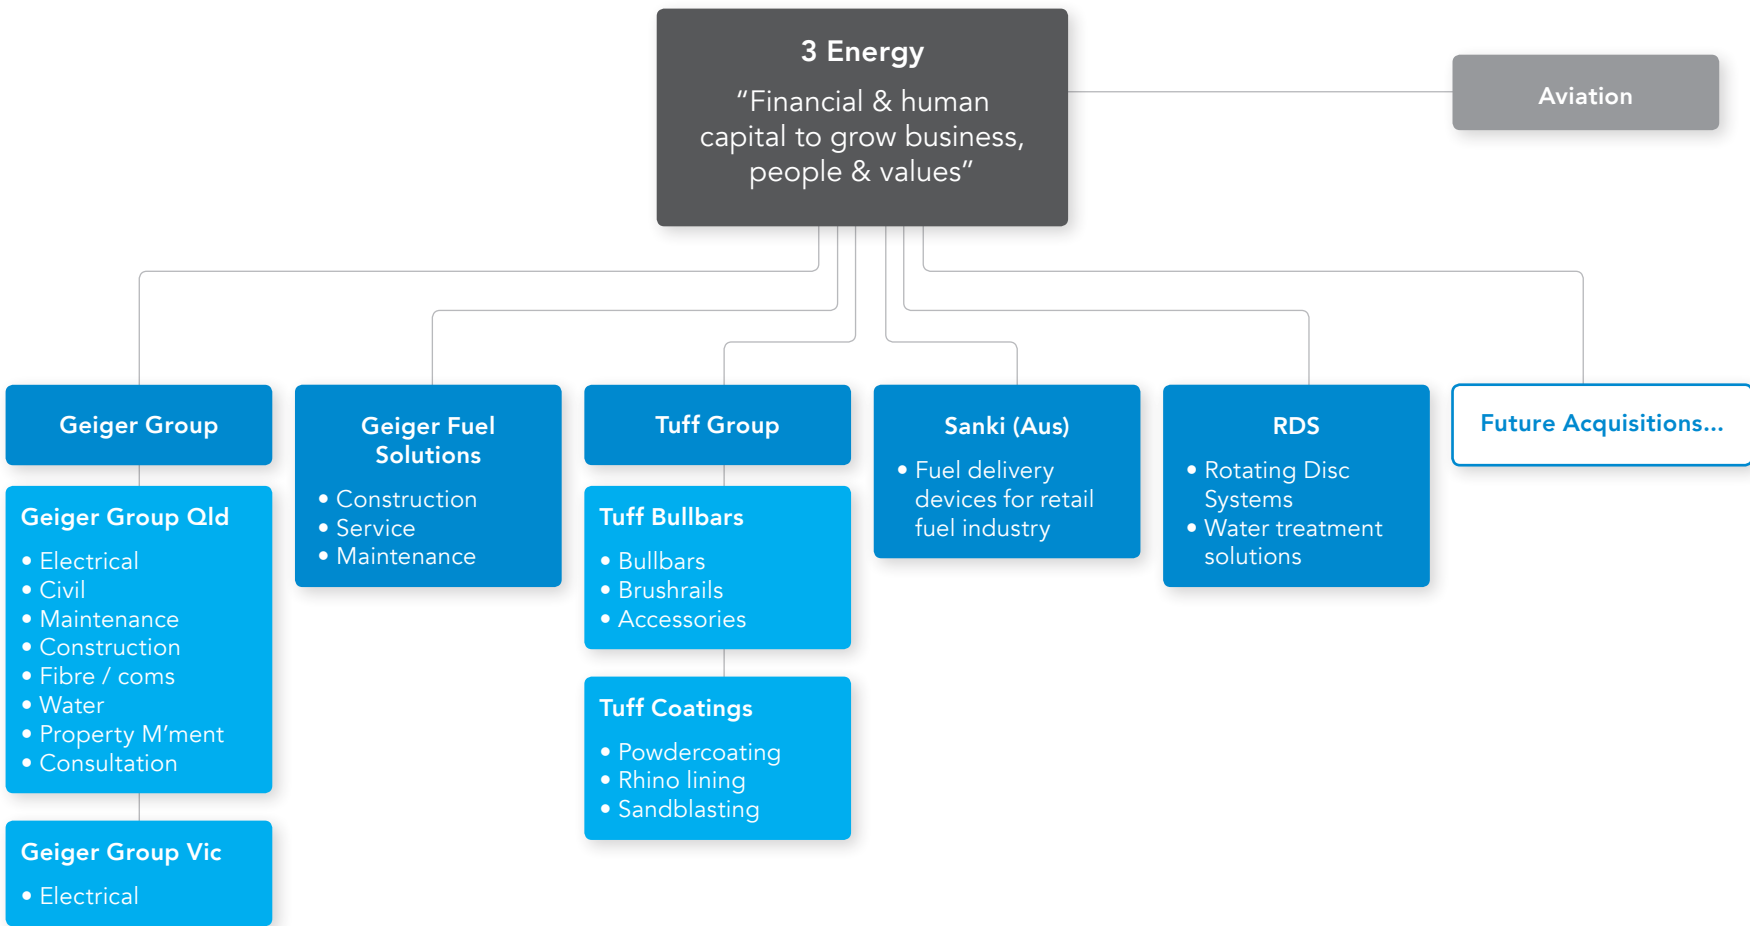 3 Energy
“Financial & human
capital to grow business,
people & values”
Aviation
Geiger Group
Geiger Group Qld
• Electrical
• Civil
• Maintenance
• Construction
• Fibre / coms
• Water
• Property M’ment
• Consultation
Geiger Group Vic
• Electrical
Geiger Fuel
Solutions
• Construction
• Service
• Maintenance
Tuff Group
Tuff Bullbars
• Bullbars
• Brushrails
• Accessories
Tuff Coatings
• Powdercoating
• Rhino lining
• Sandblasting
Sanki (Aus)
• Fuel delivery
devices for retail
fuel industry
RDS
• Rotating Disc
Systems
• Water treatment
solutions
Future Acquisitions...